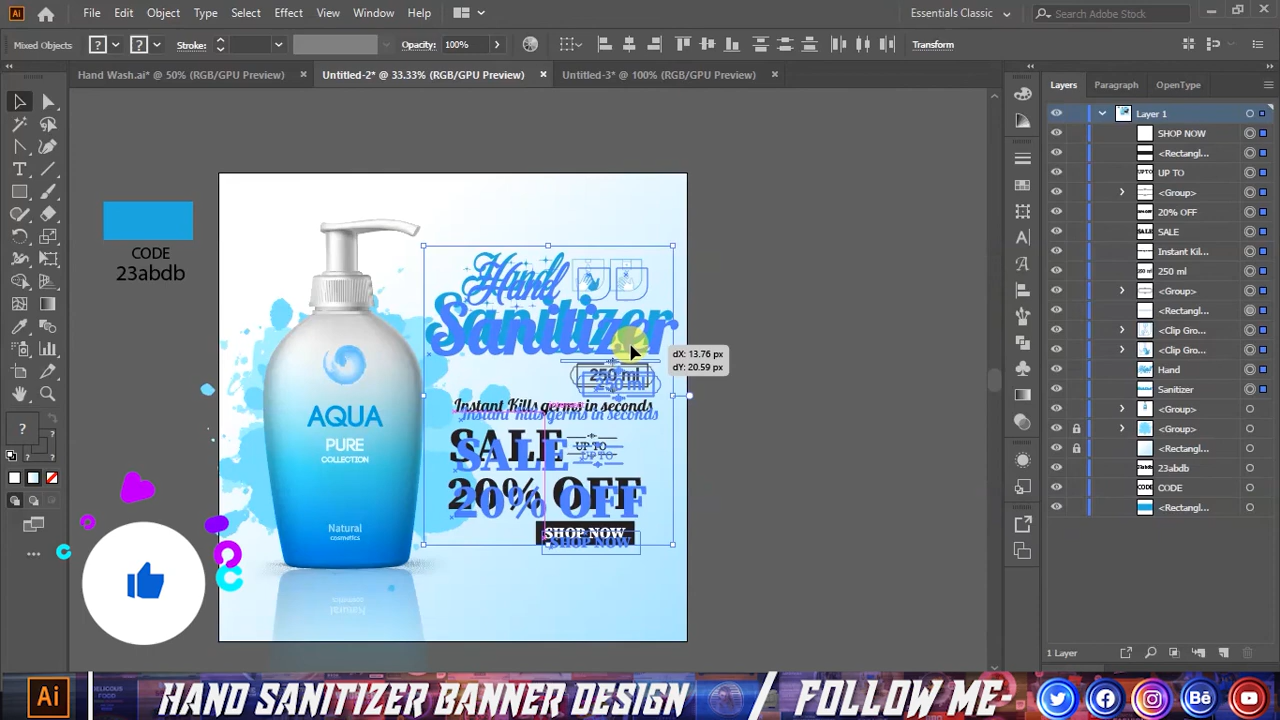 Ai File Edit Object Type Select Effect View Window Help Essentials Classic Search Adobe Stock
Mixed Objects ? ? Stroke: Opacity: 100% Transform
Hand Wash.ai* @ 50% (RGB/GPU Preview) Untitled-2* @ 33.33% (RGB/GPU Preview) Untitled-3* @ 100% (RGB/GPU Preview)
Layers Paragraph OpenType
Layer 1
SHOP NOW
<Rectangl...
UP TO
<Group>
20% OFF
SALE
Instant Kil...
250 ml
<Group>
<Rectangl...
<Clip Gro...
<Clip Gro...
Hand
Sanitizer
<Group>
<Group>
<Rectangl...
23abdb
CODE
<Rectangl...
1 Layer
CODE
23abdb
AQUA
PURE
COLLECTION
Natural
cosmetics
Hand
Sanitizer
250 ml
Instant Kills germs in seconds
SALE UP TO
20% OFF
SHOP NOW
dX: 13.76 px
dY: 20.59 px
?
Ai HAND SANITIZER BANNER DESIGN / FOLLOW ME-